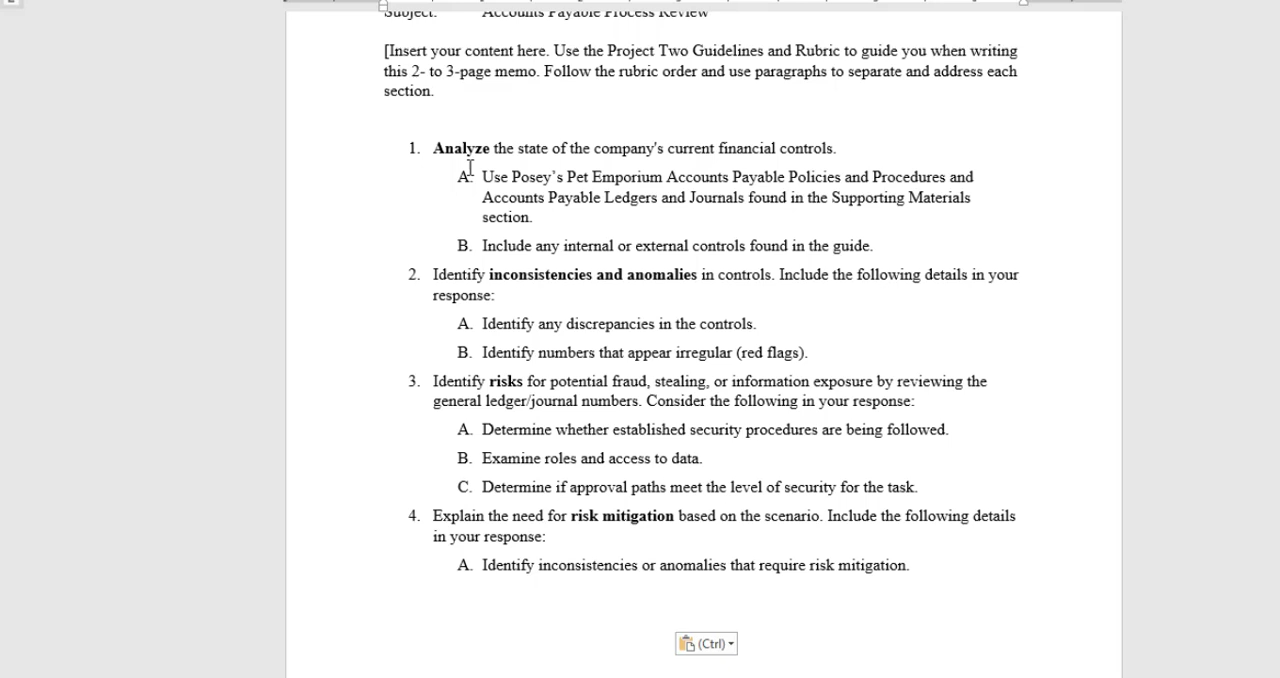 Subject: Accounts Payable Process Review
[Insert your content here. Use the Project Two Guidelines and Rubric to guide you when writing
this 2- to 3-page memo. Follow the rubric order and use paragraphs to separate and address each
section.
1. Analyze the state of the company's current financial controls.
A. Use Posey’s Pet Emporium Accounts Payable Policies and Procedures and
Accounts Payable Ledgers and Journals found in the Supporting Materials
section.
B. Include any internal or external controls found in the guide.
2. Identify inconsistencies and anomalies in controls. Include the following details in your
response:
A. Identify any discrepancies in the controls.
B. Identify numbers that appear irregular (red flags).
3. Identify risks for potential fraud, stealing, or information exposure by reviewing the
general ledger/journal numbers. Consider the following in your response:
A. Determine whether established security procedures are being followed.
B. Examine roles and access to data.
C. Determine if approval paths meet the level of security for the task.
4. Explain the need for risk mitigation based on the scenario. Include the following details
in your response:
A. Identify inconsistencies or anomalies that require risk mitigation.
(Ctrl)